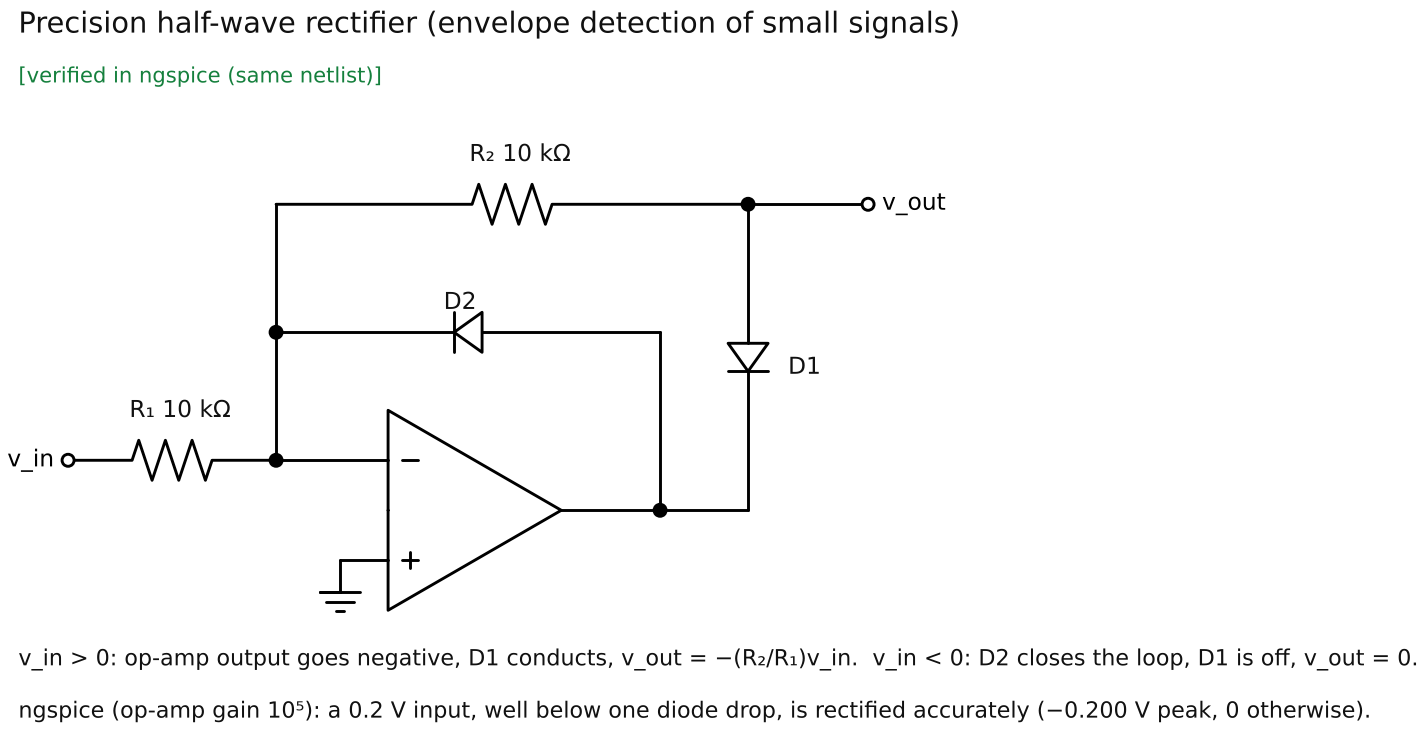 Precision half-wave rectifier (envelope detection of small signals)
[verified in ngspice (same netlist)]
R₂ 10 kΩ
v_out
D2
D1
R₁ 10 kΩ
v_in
−
+
v_in > 0: op-amp output goes negative, D1 conducts, v_out = −(R₂/R₁)v_in.  v_in < 0: D2 closes the loop, D1 is off, v_out = 0.
ngspice (op-amp gain 10⁵): a 0.2 V input, well below one diode drop, is rectified accurately (−0.200 V peak, 0 otherwise).